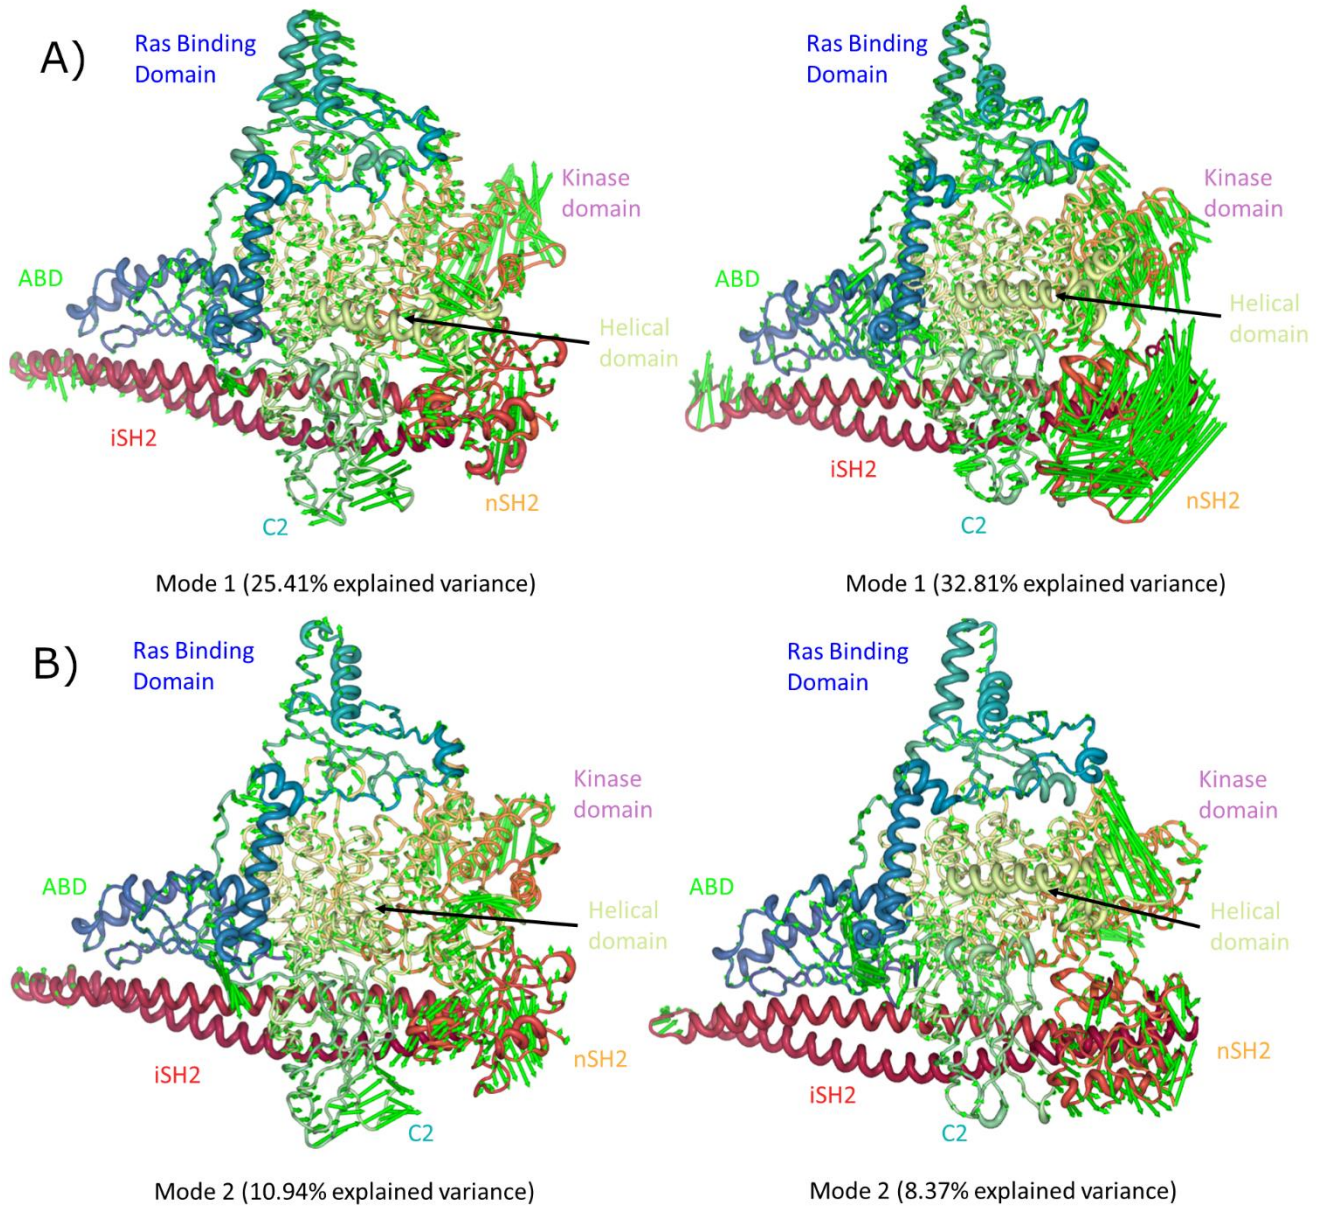 A)
Ras Binding
Domain
Kinase
domain
ABD
Helical
domain
iSH2
nSH2
C2
Mode 1 (25.41% explained variance)
Ras Binding
Domain
Kinase
domain
ABD
Helical
domain
iSH2
nSH2
C2
Mode 1 (32.81% explained variance)
B)
Ras Binding
Domain
Kinase
domain
ABD
Helical
domain
iSH2
nSH2
C2
Mode 2 (10.94% explained variance)
Ras Binding
Domain
Kinase
domain
ABD
Helical
domain
nSH2
iSH2
C2
Mode 2 (8.37% explained variance)